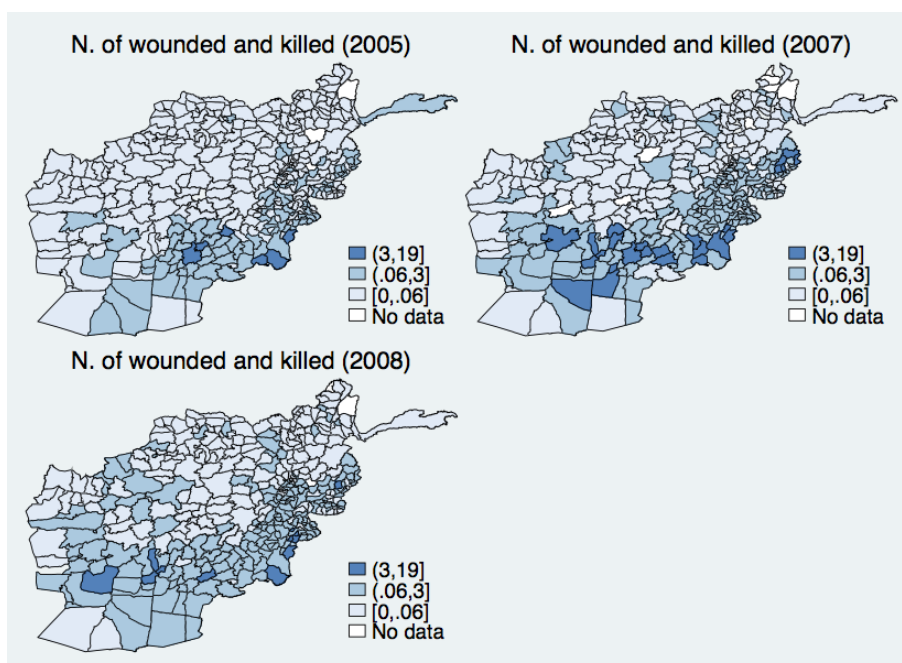 N. of wounded and killed (2005)
(3,19]
(.06,3]
[0,.06]
No data
N. of wounded and killed (2007)
(3,19]
(.06,3]
[0,.06]
No data
N. of wounded and killed (2008)
(3,19]
(.06,3]
[0,.06]
No data